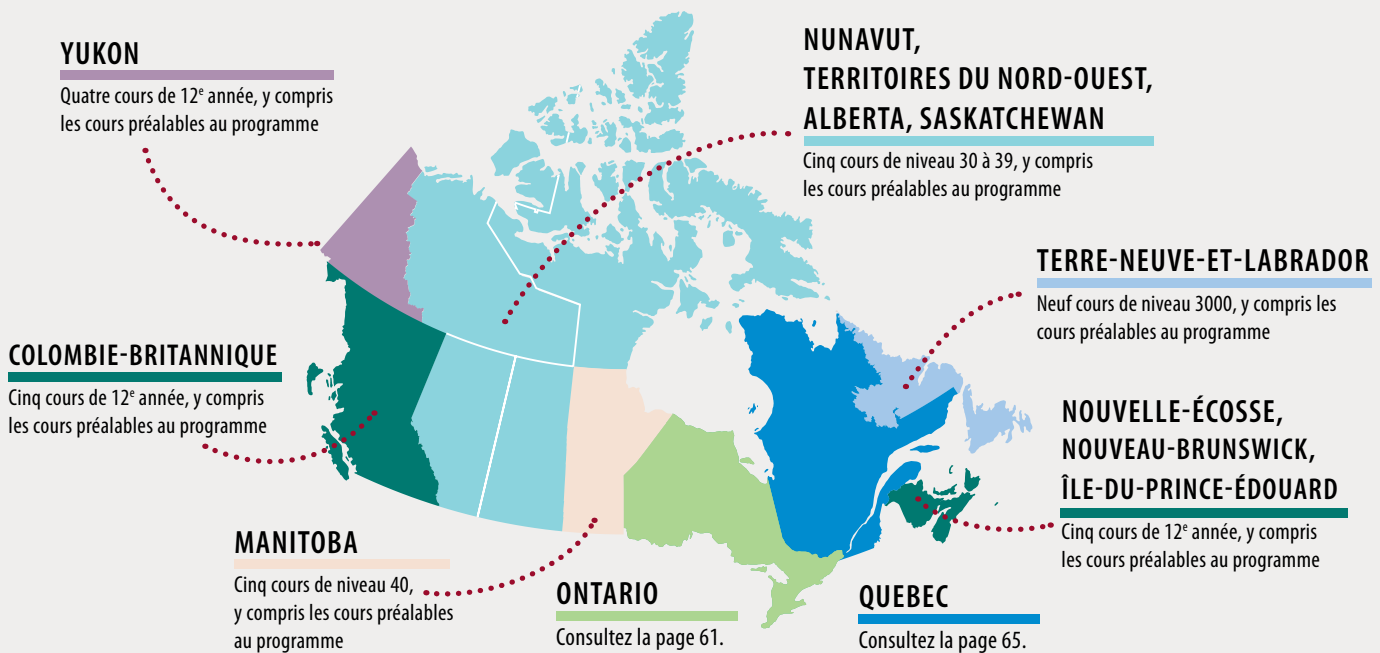 YUKON
Quatre cours de 12e année, y compris
les cours préalables au programme
NUNAVUT,
TERRITOIRES DU NORD-OUEST,
ALBERTA, SASKATCHEWAN
Cinq cours de niveau 30 à 39, y compris
les cours préalables au programme
TERRE-NEUVE-ET-LABRADOR
Neuf cours de niveau 3000, y compris les
cours préalables au programme
COLOMBIE-BRITANNIQUE
Cinq cours de 12e année, y compris
les cours préalables au programme
NOUVELLE-ÉCOSSE,
NOUVEAU-BRUNSWICK,
ÎLE-DU-PRINCE-ÉDOUARD
Cinq cours de 12e année, y compris
les cours préalables au programme
MANITOBA
Cinq cours de niveau 40,
y compris les cours préalables
au programme
ONTARIO
Consultez la page 61.
QUEBEC
Consultez la page 65.